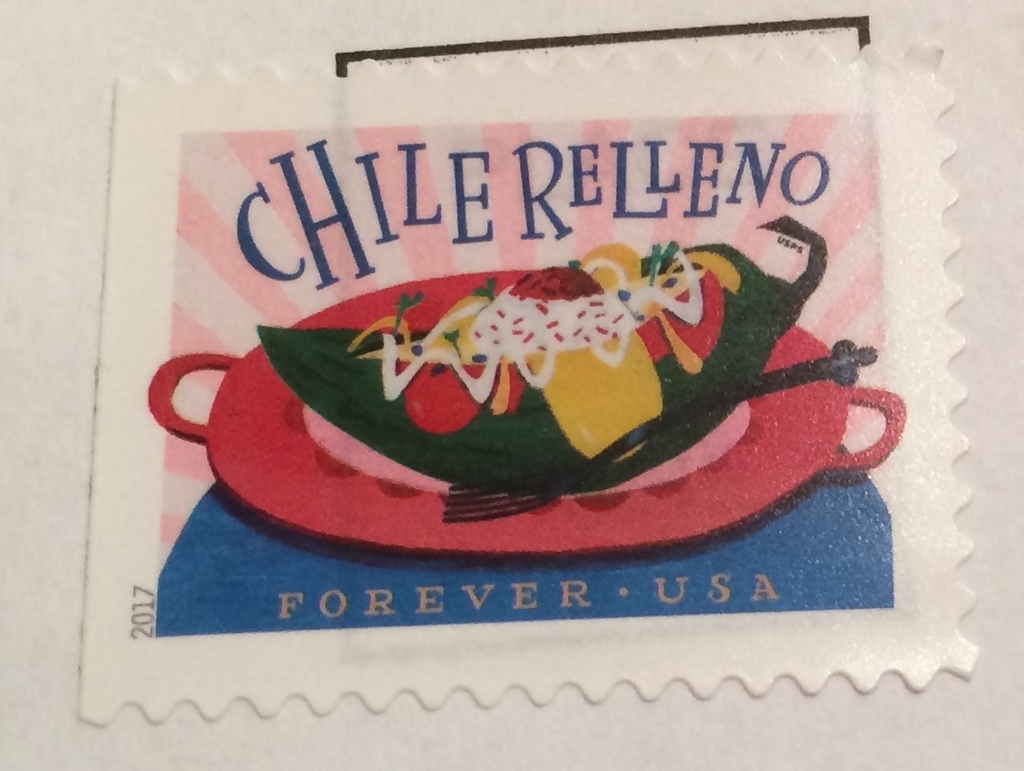 CHILE RELLENO
USPS
FOREVER · USA
2017